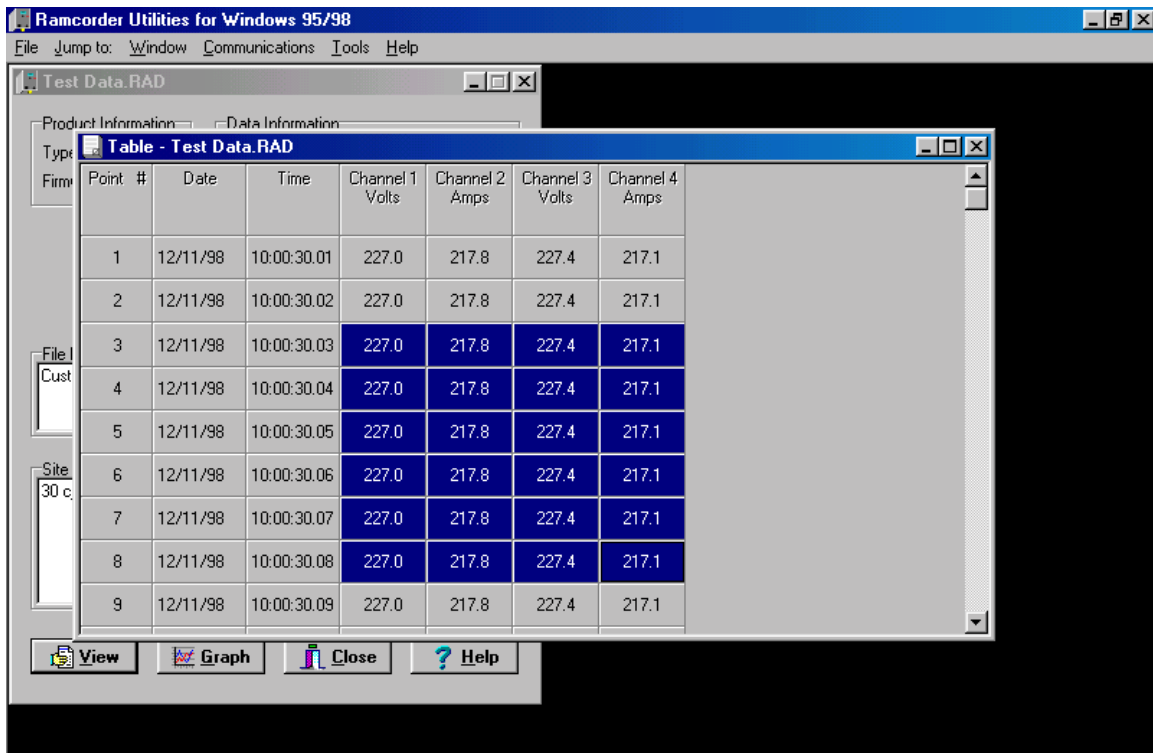 Ramcorder Utilities for Windows 95/98
File Jump to: Window Communications Tools Help
Test Data.RAD
Product Information Data Information
Table - Test Data.RAD
Point # Date Time Channel 1 Volts Channel 2 Amps Channel 3 Volts Channel 4 Amps
1 12/11/98 10:00:30.01 227.0 217.8 227.4 217.1
2 12/11/98 10:00:30.02 227.0 217.8 227.4 217.1
3 12/11/98 10:00:30.03 227.0 217.8 227.4 217.1
4 12/11/98 10:00:30.04 227.0 217.8 227.4 217.1
5 12/11/98 10:00:30.05 227.0 217.8 227.4 217.1
6 12/11/98 10:00:30.06 227.0 217.8 227.4 217.1
7 12/11/98 10:00:30.07 227.0 217.8 227.4 217.1
8 12/11/98 10:00:30.08 227.0 217.8 227.4 217.1
9 12/11/98 10:00:30.09 227.0 217.8 227.4 217.1
Type
File
Cust
Site
30 c
View Graph Close Help